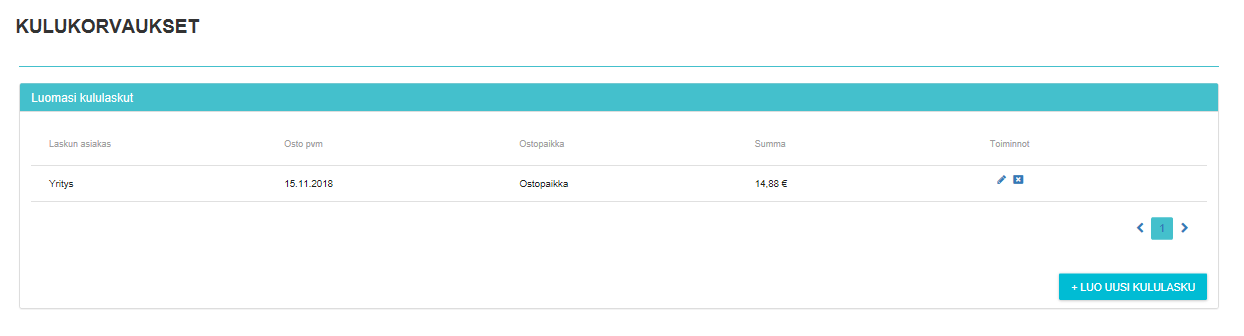 KULUKORVAUKSET
Luomasi kululaskut
Laskun asiakas Osto pvm Ostopaikka Summa Toiminnot
Yritys 15.11.2018 Ostopaikka 14,88 €
1
+ LUO UUSI KULULASKU